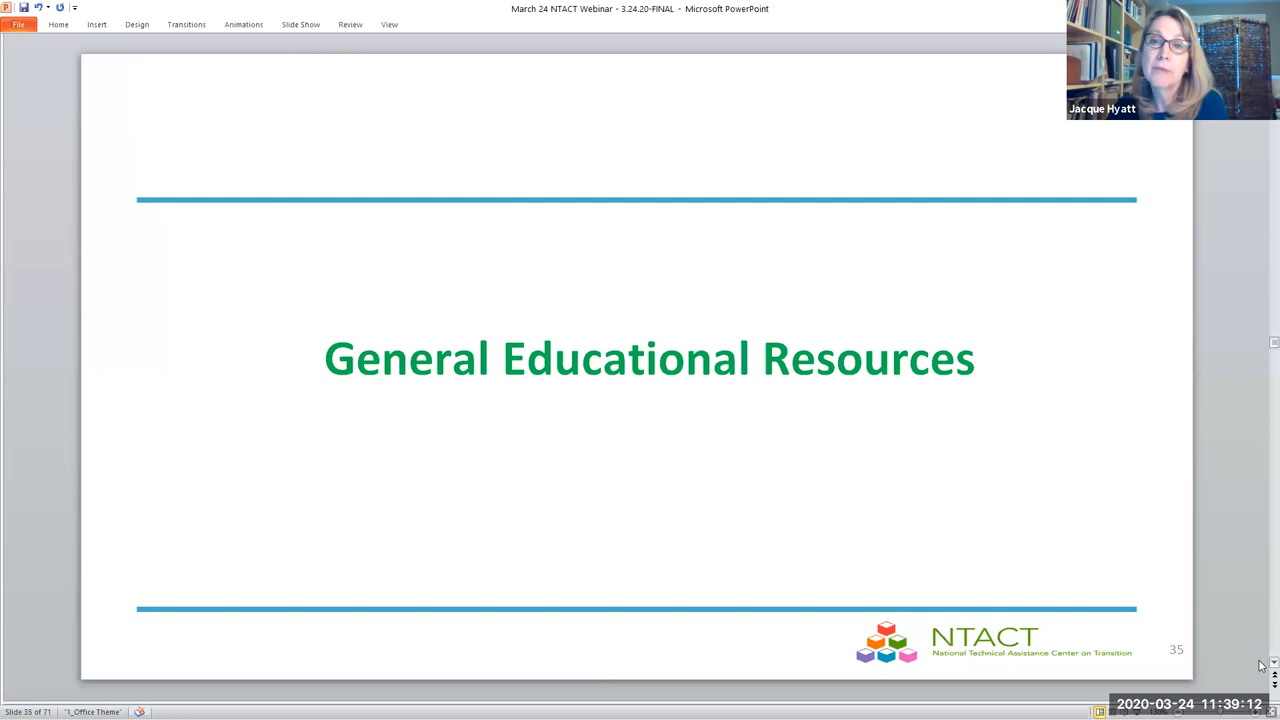 March 24 NTACT Webinar - 3.24.20-FINAL - Microsoft PowerPoint
File Home Insert Design Transitions Animations Slide Show Review View
Jacque Hyatt
General Educational Resources
NTACT
National Technical Assistance Center on Transition
35
2020-03-24 11:39:12
Slide 35 of 71 "1_Office Theme"